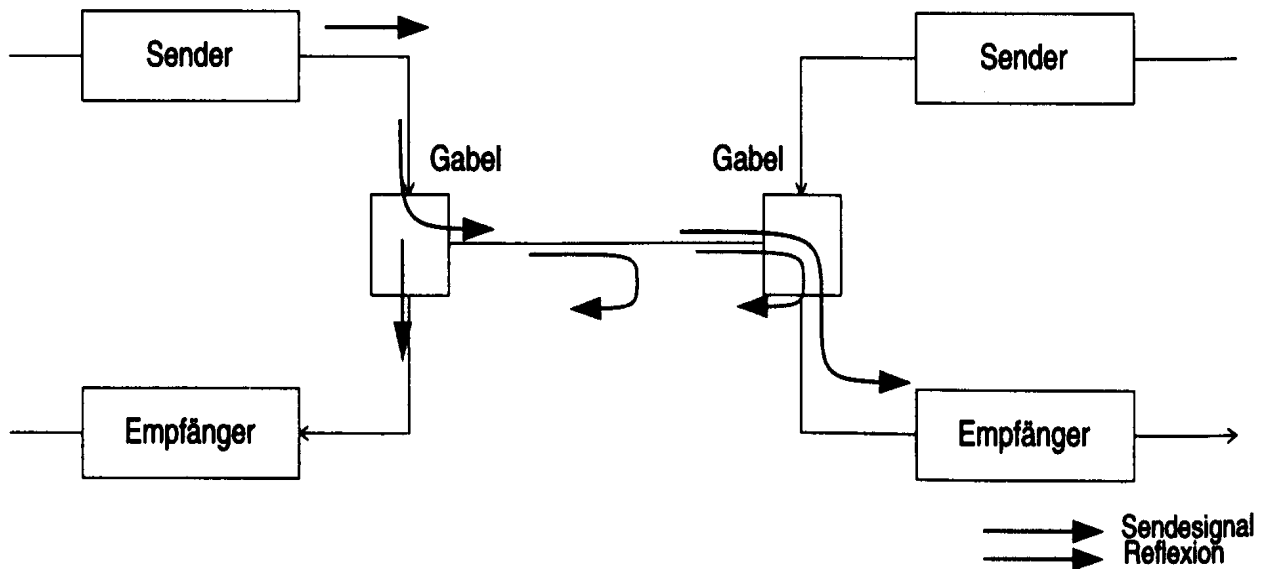 Sender
Sender
Gabel
Gabel
Empfänger
Empfänger
Sendesignal
Reflexion